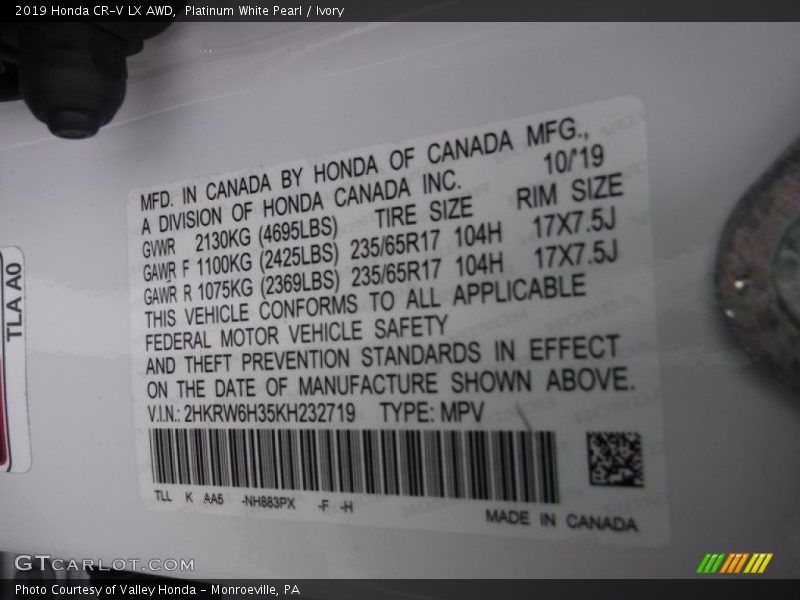 2019 Honda CR-V LX AWD, Platinum White Pearl / Ivory
MFD. IN CANADA BY HONDA OF CANADA MFG.,
A DIVISION OF HONDA CANADA INC. 10/'19
GVWR 2130KG (4695LBS) TIRE SIZE RIM SIZE
GAWR F 1100KG (2425LBS) 235/65R17 104H 17X7.5J
GAWR R 1075KG (2369LBS) 235/65R17 104H 17X7.5J
THIS VEHICLE CONFORMS TO ALL APPLICABLE
FEDERAL MOTOR VEHICLE SAFETY
AND THEFT PREVENTION STANDARDS IN EFFECT
ON THE DATE OF MANUFACTURE SHOWN ABOVE.
V.I.N.: 2HKRW6H35KH232719 TYPE: MPV
TLL K AA5 -NH883PX -F -H
MADE IN CANADA
TLA A0
GTCARLOT.COM
Photo Courtesy of Valley Honda - Monroeville, PA